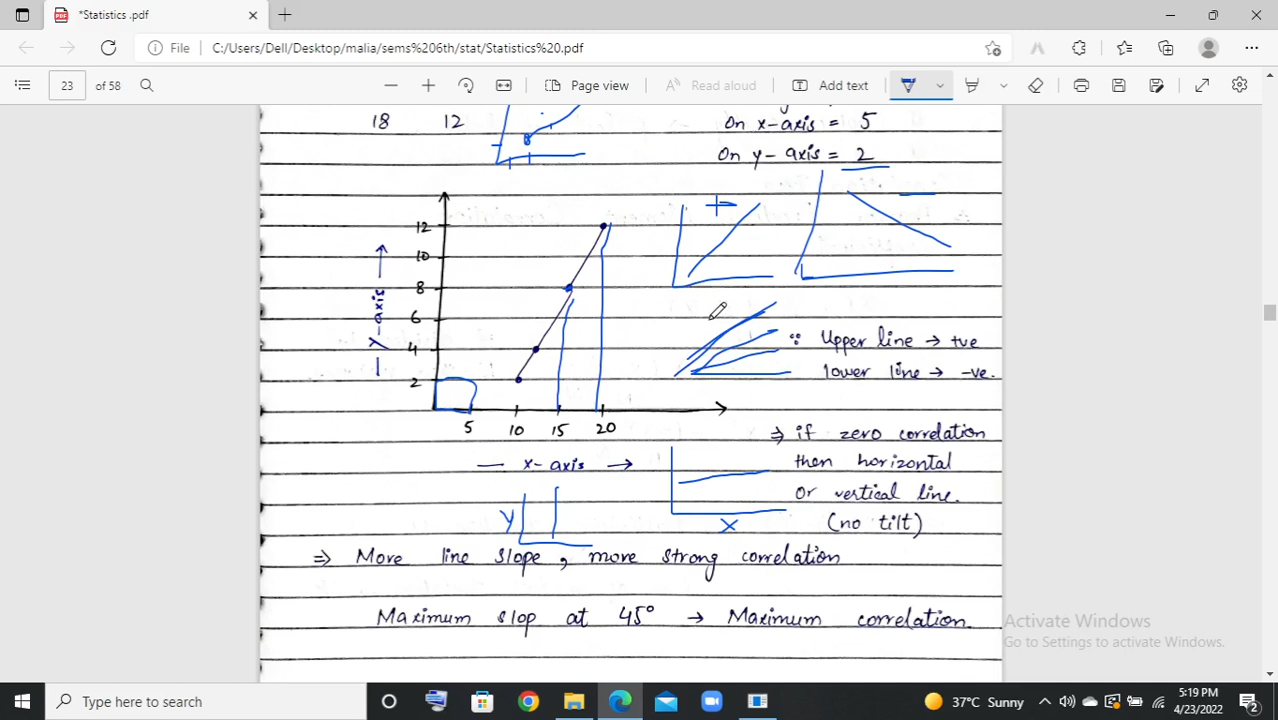 *Statistics .pdf
File C:/Users/Dell/Desktop/malia/sems%206th/stat/Statistics%20.pdf
23 of 58 Page view Read aloud Add text
18 12
On x-axis = 5
On y-axis = 2
+
12
10
8
6
4
2
— Y-axis →
5 10 15 20
— x-axis →
∵ Upper line → +ve
lower line → -ve.
⇒ if zero correlation
then horizontal
or vertical line.
(no tilt)
y
x
⇒ More line slope, more strong correlation
Maximum slop at 45° → Maximum correlation.
Activate Windows
Go to Settings to activate Windows.
Type here to search
37°C Sunny
5:19 PM
4/23/2022
2